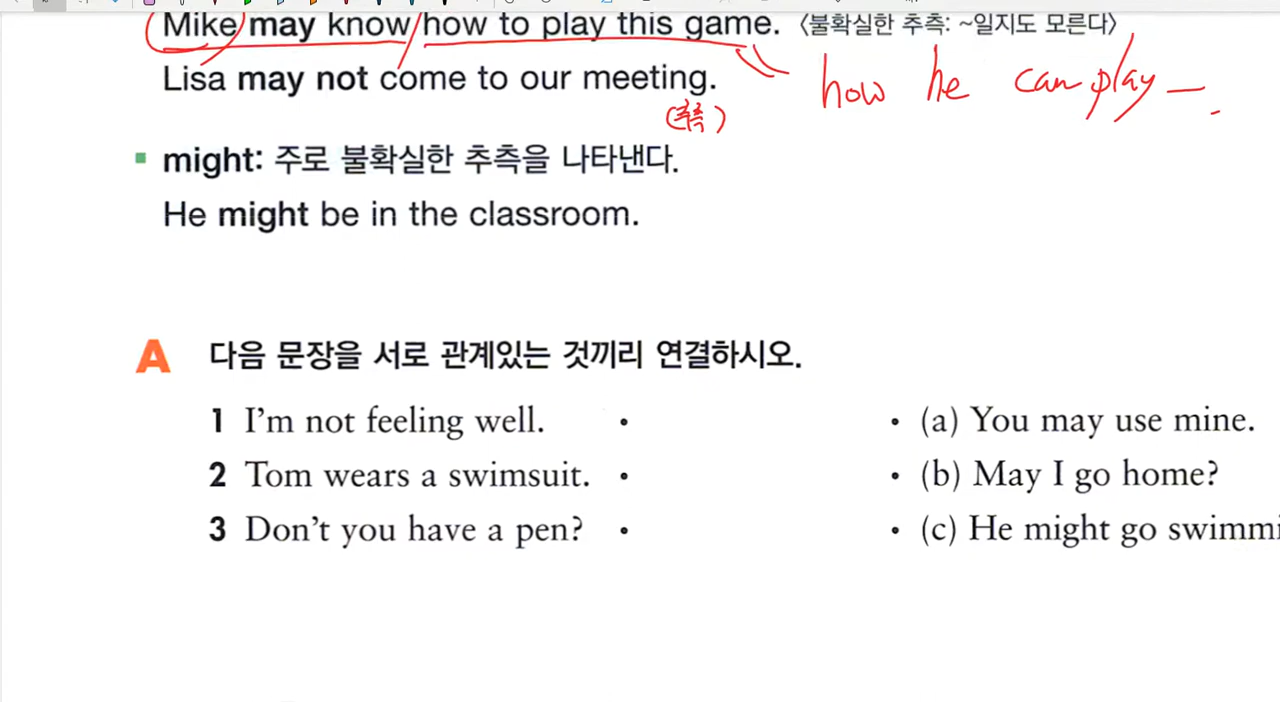 Mike may know how to play this game. 〈불확실한 추측: ~일지도 모른다〉
Lisa may not come to our meeting.
how he can play —.
(추측)
might: 주로 불확실한 추측을 나타낸다.
He might be in the classroom.
A 다음 문장을 서로 관계있는 것끼리 연결하시오.
1 I'm not feeling well. • • (a) You may use mine.
2 Tom wears a swimsuit. • • (b) May I go home?
3 Don't you have a pen? • • (c) He might go swimmi